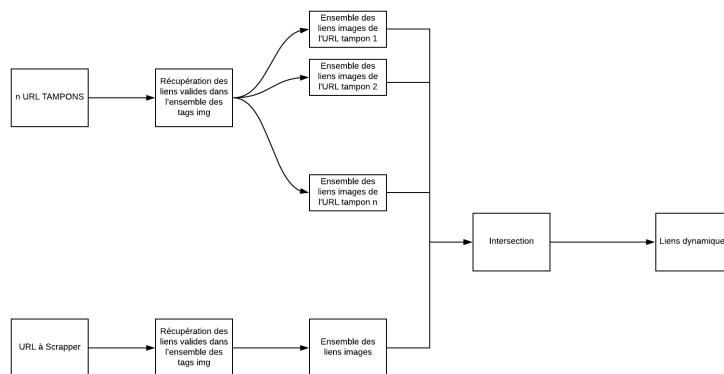 Ensemble des
liens images de
l'URL tampon 1
Ensemble des
liens images de
l'URL tampon 2
n URL TAMPONS
Récupération des
liens valides dans
l'ensemble des
tags img
Ensemble des
liens images de
l'URL tampon n
Intersection
Liens dynamique
URL à Scrapper
Récupération des
liens valides dans
l'ensemble des
tags img
Ensemble des
liens images